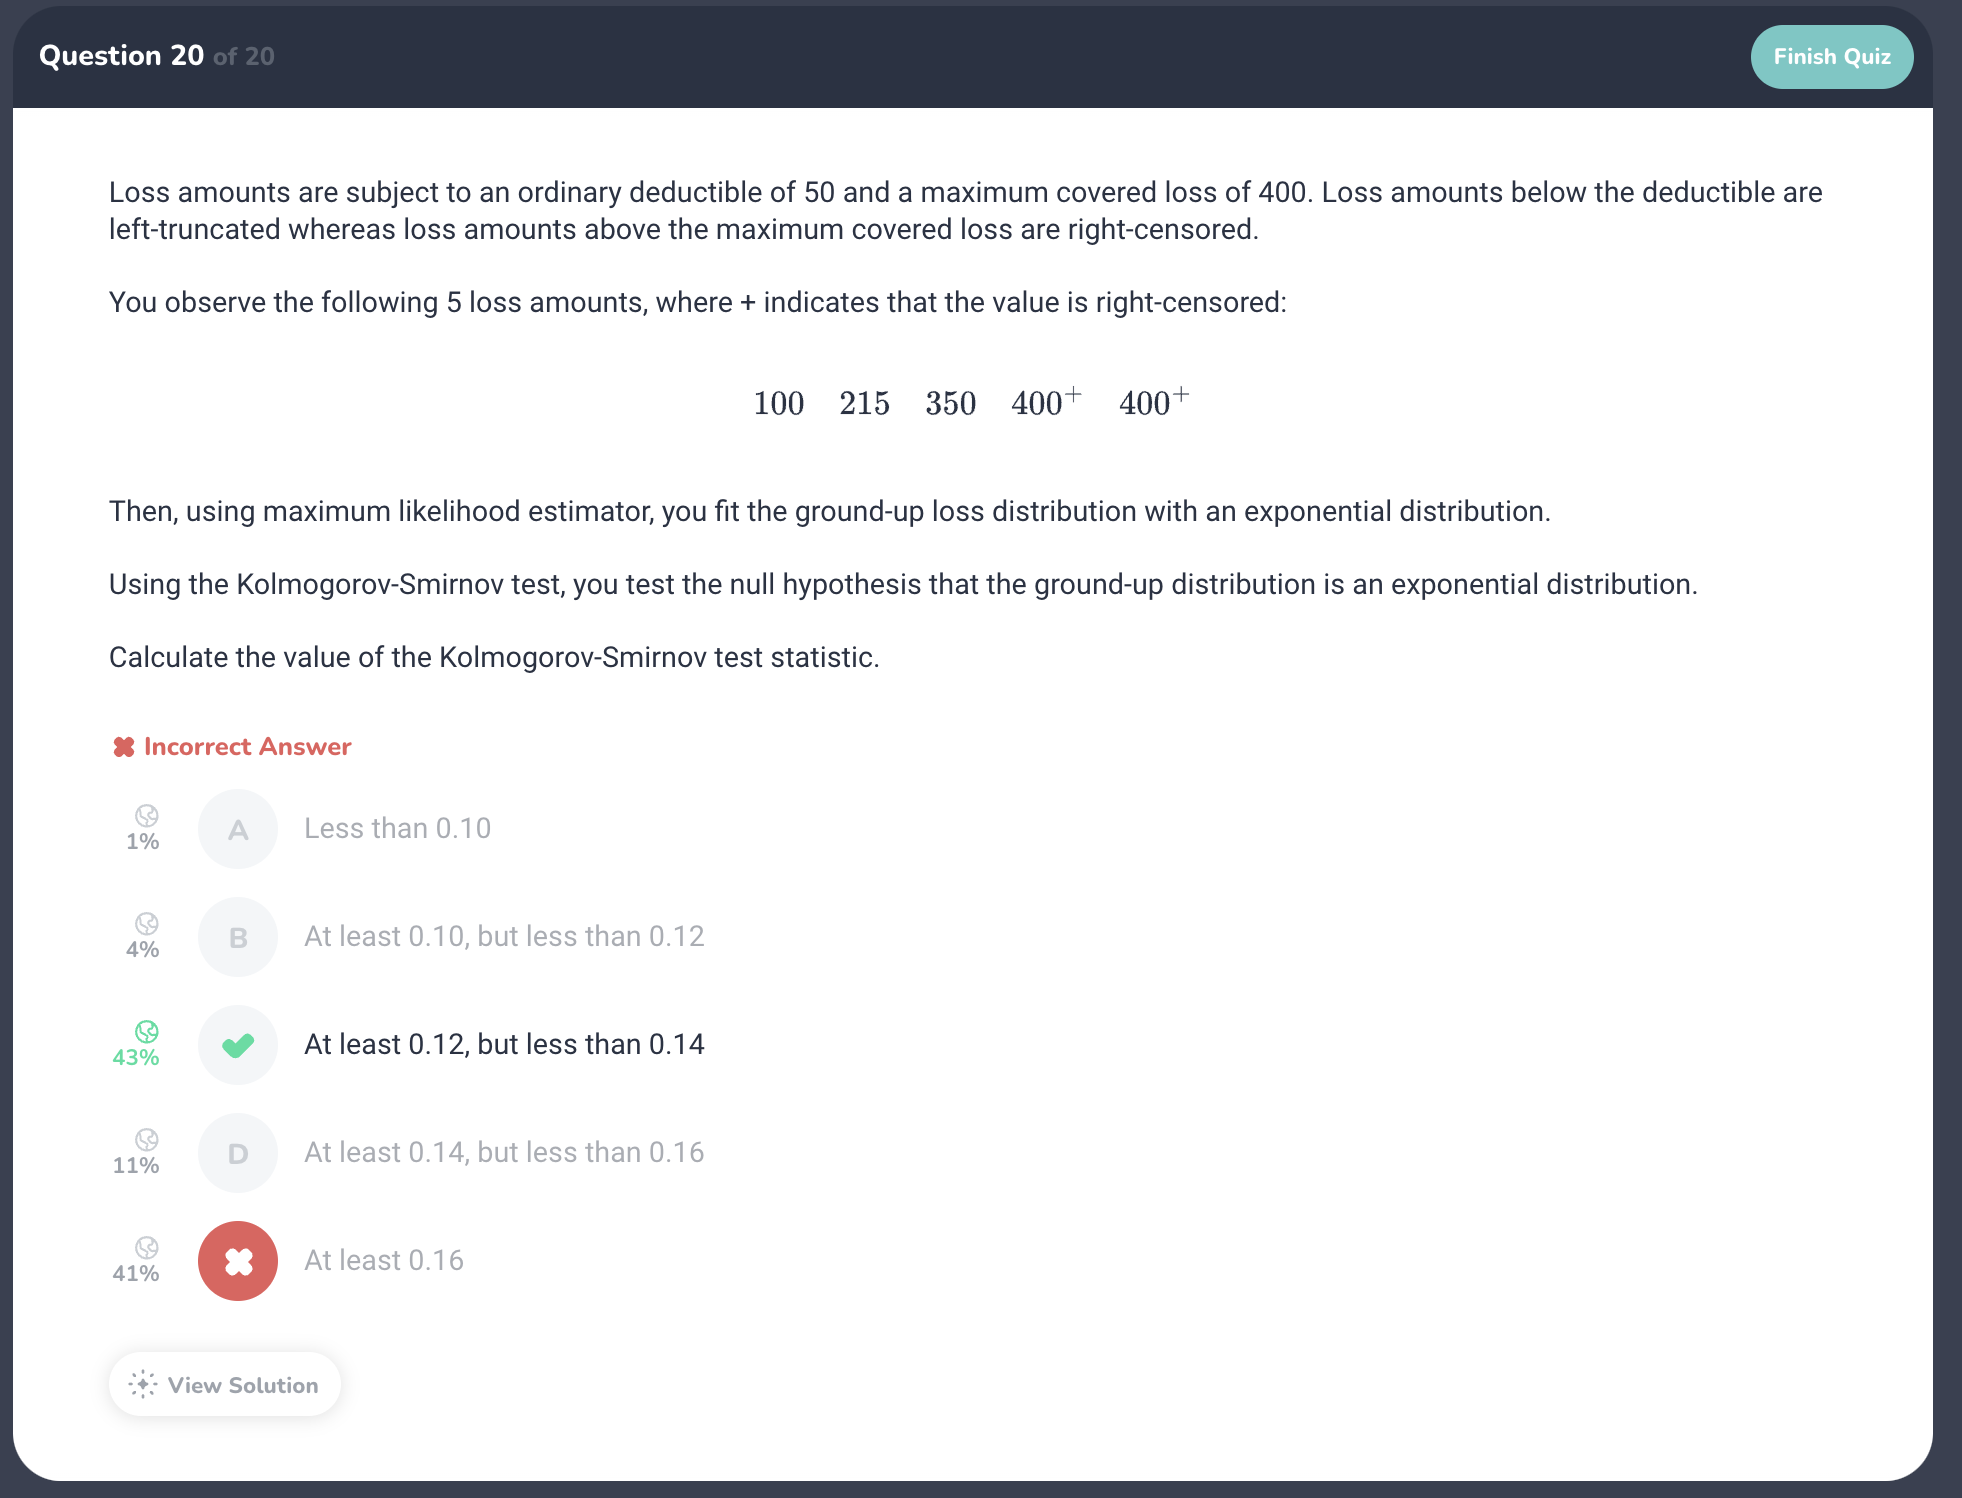 Question 20 of 20
Finish Quiz
Loss amounts are subject to an ordinary deductible of 50 and a maximum covered loss of 400. Loss amounts below the deductible are
left-truncated whereas loss amounts above the maximum covered loss are right-censored.
You observe the following 5 loss amounts, where + indicates that the value is right-censored:
100 215 350 400⁺ 400⁺
Then, using maximum likelihood estimator, you fit the ground-up loss distribution with an exponential distribution.
Using the Kolmogorov-Smirnov test, you test the null hypothesis that the ground-up distribution is an exponential distribution.
Calculate the value of the Kolmogorov-Smirnov test statistic.
Incorrect Answer
1% A Less than 0.10
4% B At least 0.10, but less than 0.12
43% At least 0.12, but less than 0.14
11% D At least 0.14, but less than 0.16
41% At least 0.16
View Solution